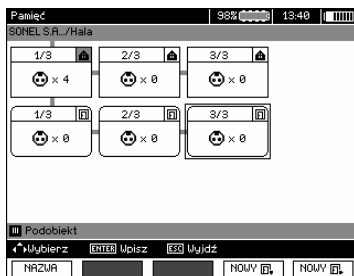 Pamięć 98% 13:40
SONEL S.A../Hala
1/3 2/3 3/3
× 4 × 0 × 0
1/3 2/3 3/3
× 0 × 0 × 0
Podobiekt
Wybierz ENTER Wpisz ESC Wyjdź
NAZWA NOWY NOWY